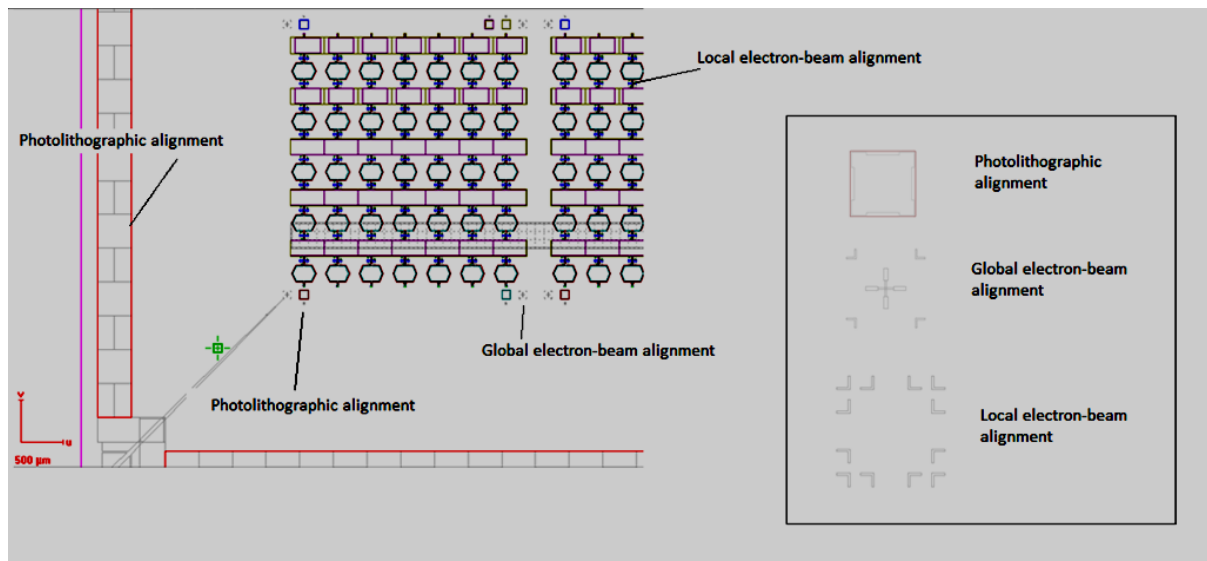 Local electron-beam alignment
Photolithographic alignment
Global electron-beam alignment
Photolithographic alignment
v
u
500 µm
Photolithographic
alignment
Global electron-beam
alignment
Local electron-beam
alignment